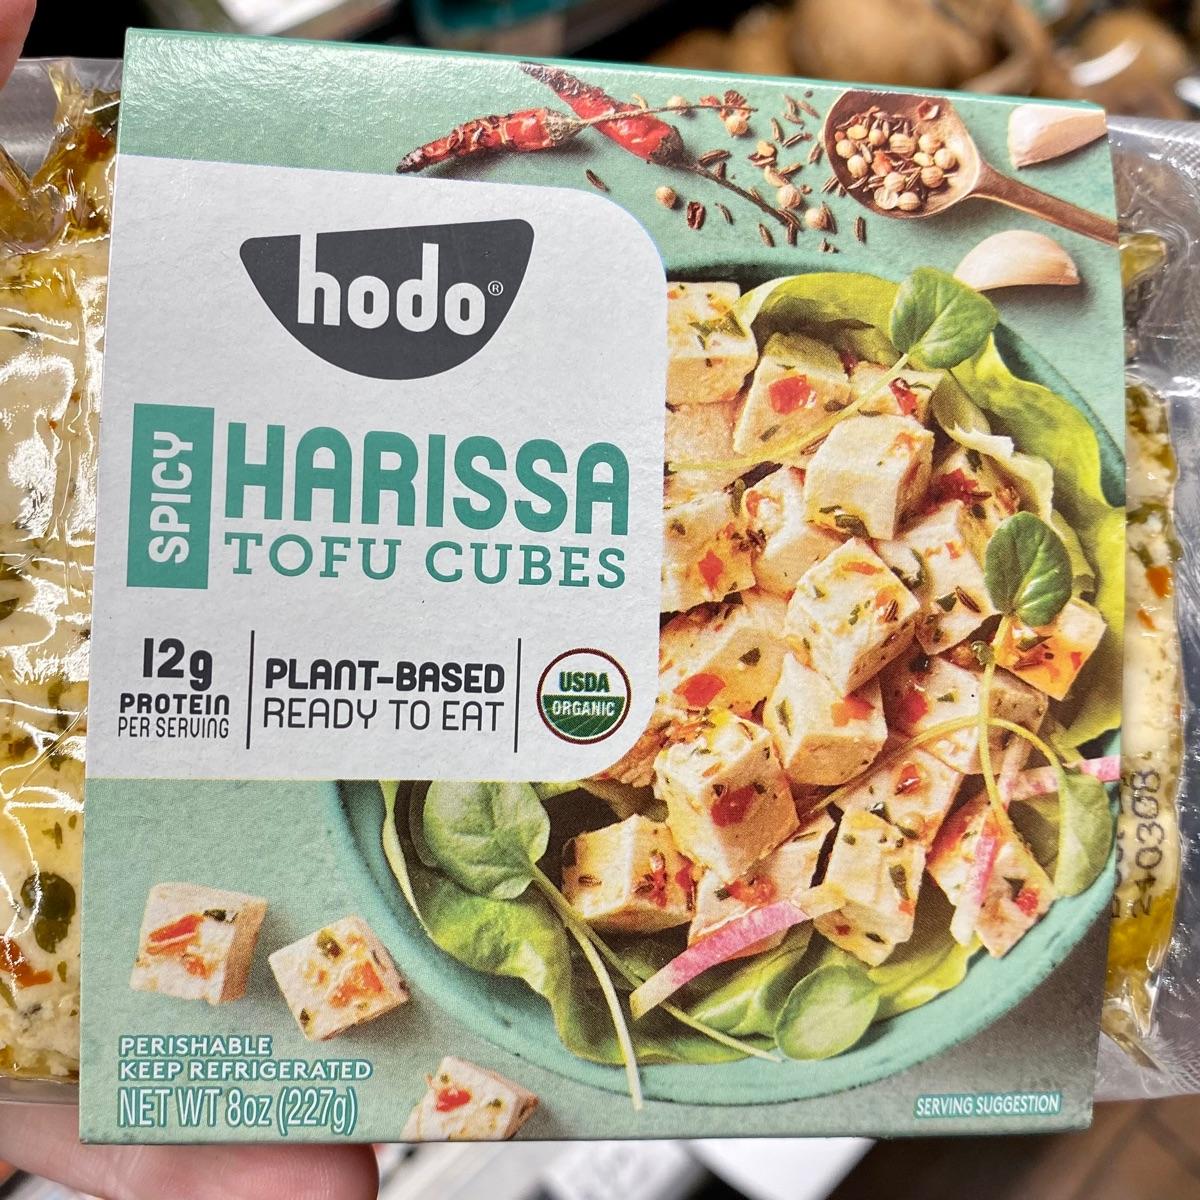 hodo®
SPICY
HARISSA
TOFU CUBES
12g
PROTEIN
PER SERVING
PLANT-BASED
READY TO EAT
USDA
ORGANIC
PERISHABLE
KEEP REFRIGERATED
NET WT 8oz (227g)
SERVING SUGGESTION
240308